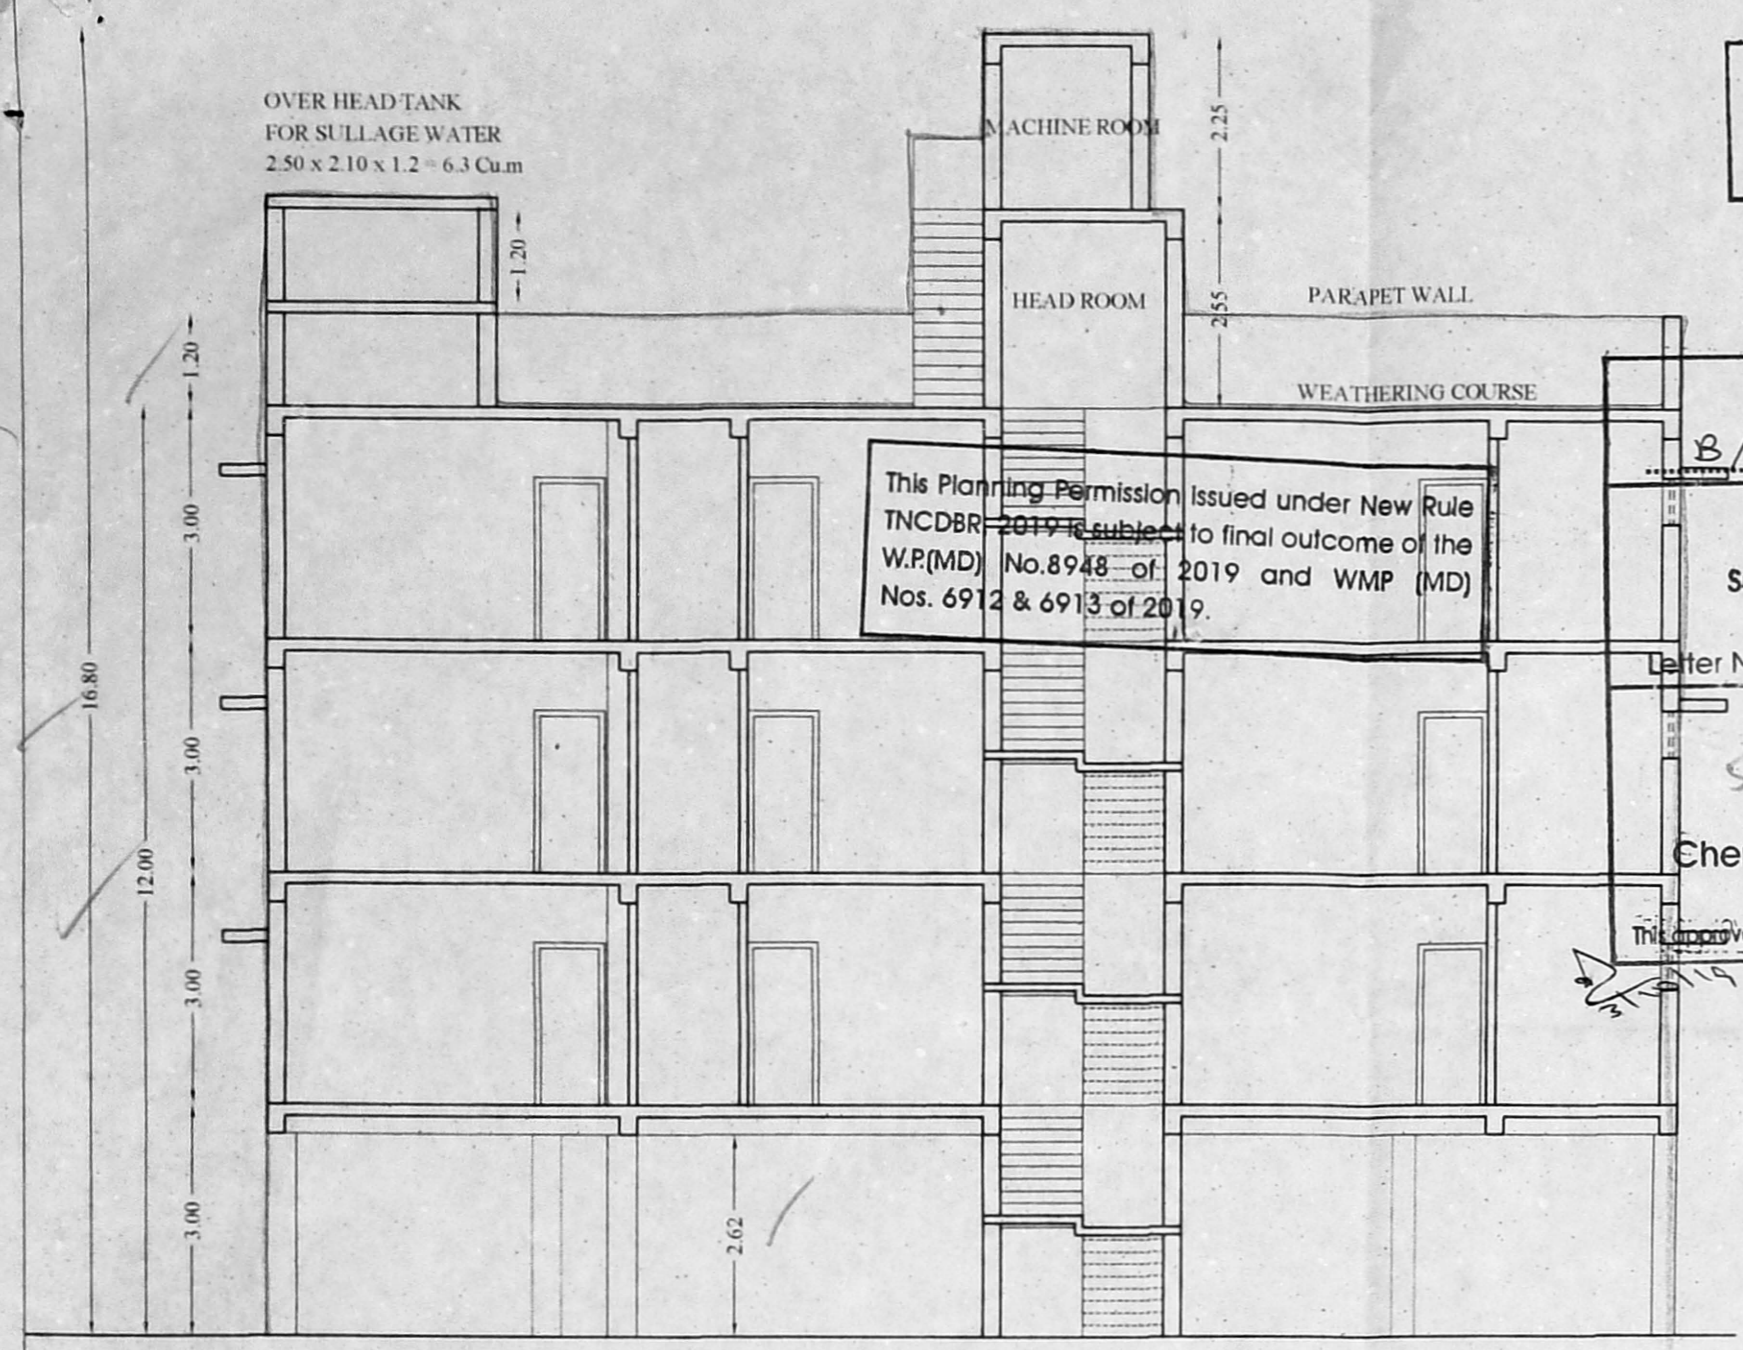 OVER HEAD TANK
FOR SULLAGE WATER
2.50 x 2.10 x 1.2 = 6.3 Cu.m
MACHINE ROOM
2.25
1.20
HEAD ROOM
2.55
PARAPET WALL
WEATHERING COURSE
1.20
3.00
3.00
3.00
3.00
16.80
12.00
2.62
This Planning Permission Issued under New Rule
TNCDBR. 2019 is subject to final outcome of the
W.P.(MD) No.8948 of 2019 and WMP (MD)
Nos. 6912 & 6913 of 2019.
B
Letter N
Che
This approv